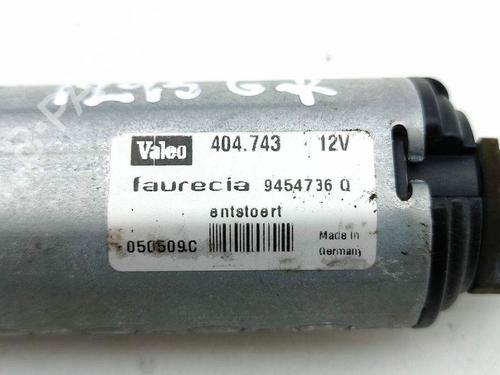 Valeo 404.743 12V
faurecia 9454736 Q
entstoert
050509C Made in
Germany